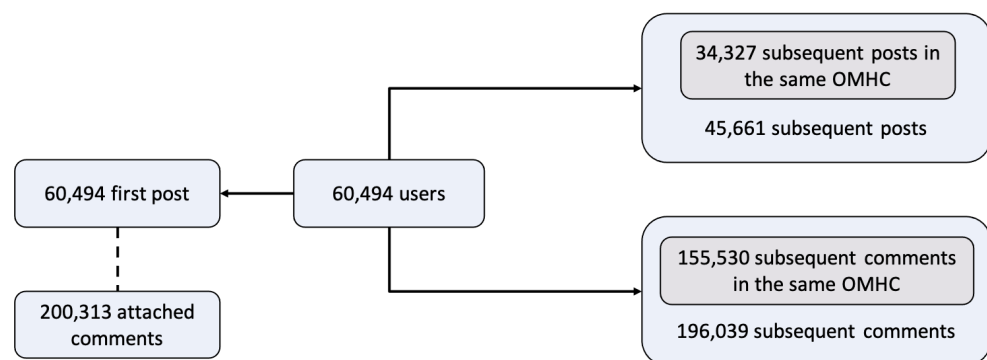 34,327 subsequent posts in
the same OMHC
45,661 subsequent posts
60,494 first post
60,494 users
155,530 subsequent comments
in the same OMHC
200,313 attached
comments
196,039 subsequent comments